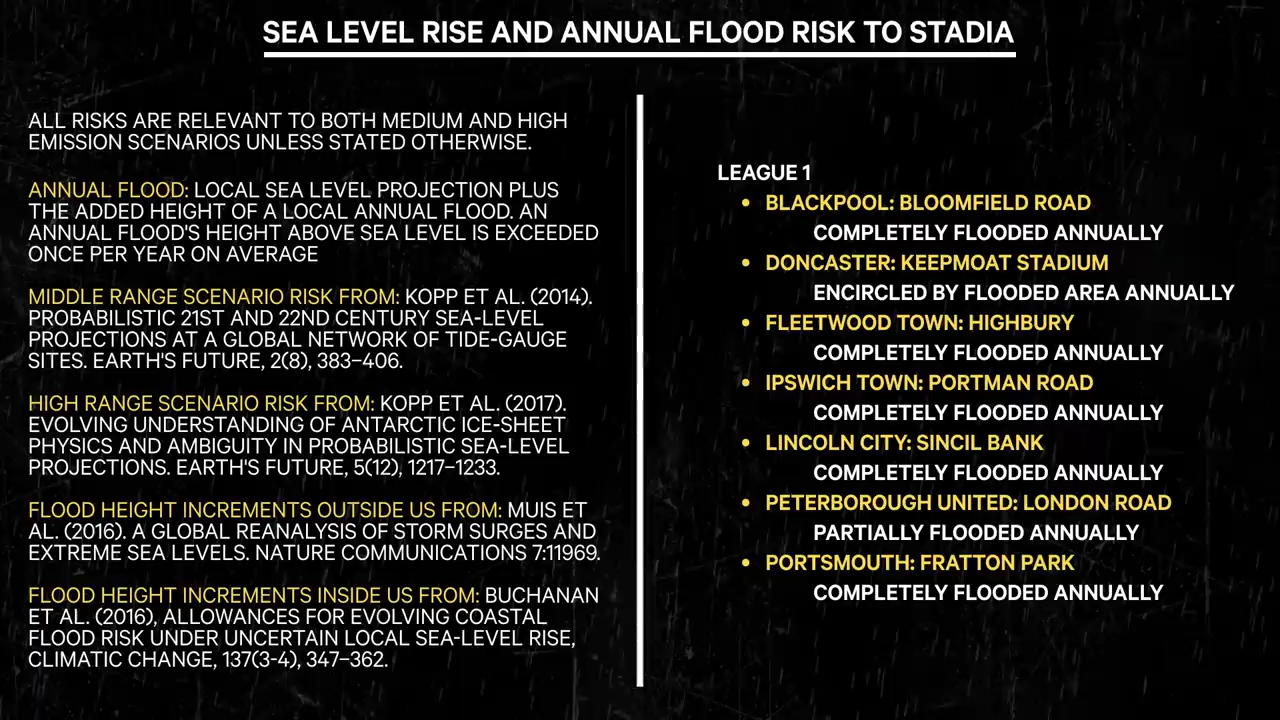 SEA LEVEL RISE AND ANNUAL FLOOD RISK TO STADIA
ALL RISKS ARE RELEVANT TO BOTH MEDIUM AND HIGH
EMISSION SCENARIOS UNLESS STATED OTHERWISE.
ANNUAL FLOOD: LOCAL SEA LEVEL PROJECTION PLUS
THE ADDED HEIGHT OF A LOCAL ANNUAL FLOOD. AN
ANNUAL FLOOD'S HEIGHT ABOVE SEA LEVEL IS EXCEEDED
ONCE PER YEAR ON AVERAGE
MIDDLE RANGE SCENARIO RISK FROM: KOPP ET AL. (2014).
PROBABILISTIC 21ST AND 22ND CENTURY SEA-LEVEL
PROJECTIONS AT A GLOBAL NETWORK OF TIDE-GAUGE
SITES. EARTH'S FUTURE, 2(8), 383–406.
HIGH RANGE SCENARIO RISK FROM: KOPP ET AL. (2017).
EVOLVING UNDERSTANDING OF ANTARCTIC ICE-SHEET
PHYSICS AND AMBIGUITY IN PROBABILISTIC SEA-LEVEL
PROJECTIONS. EARTH'S FUTURE, 5(12), 1217–1233.
FLOOD HEIGHT INCREMENTS OUTSIDE US FROM: MUIS ET
AL. (2016). A GLOBAL REANALYSIS OF STORM SURGES AND
EXTREME SEA LEVELS. NATURE COMMUNICATIONS 7:11969.
FLOOD HEIGHT INCREMENTS INSIDE US FROM: BUCHANAN
ET AL. (2016), ALLOWANCES FOR EVOLVING COASTAL
FLOOD RISK UNDER UNCERTAIN LOCAL SEA-LEVEL RISE,
CLIMATIC CHANGE, 137(3-4), 347–362.
LEAGUE 1
• BLACKPOOL: BLOOMFIELD ROAD
COMPLETELY FLOODED ANNUALLY
• DONCASTER: KEEPMOAT STADIUM
ENCIRCLED BY FLOODED AREA ANNUALLY
• FLEETWOOD TOWN: HIGHBURY
COMPLETELY FLOODED ANNUALLY
• IPSWICH TOWN: PORTMAN ROAD
COMPLETELY FLOODED ANNUALLY
• LINCOLN CITY: SINCIL BANK
COMPLETELY FLOODED ANNUALLY
• PETERBOROUGH UNITED: LONDON ROAD
PARTIALLY FLOODED ANNUALLY
• PORTSMOUTH: FRATTON PARK
COMPLETELY FLOODED ANNUALLY